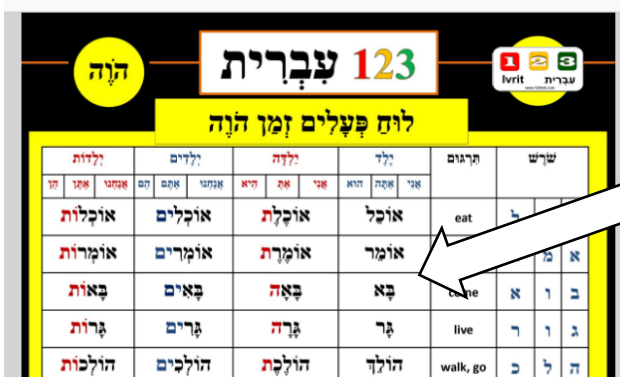 הֹוֶה
123 עִבְרִית
1 2 3
Ivrit עִבְרִית
לוּחַ פְּעָלִים זְמַן הֹוֶה
שׁוֹרֶשׁ תַּרְגּוּם יֶלֶד יַלְדָּה יְלָדִים יְלָדוֹת
אֲנִי אַתָּה הוּא אֲנִי אַתְּ הִיא אֲנַחְנוּ אַתֶּם הֵם אֲנַחְנוּ אַתֶּן ה�ֵן
ל eat אוֹכֵל אוֹכֶלֶת אוֹכְלִים אוֹכְלוֹת
א מ אוֹמֵר אוֹמֶרֶת אוֹמְרִים אוֹמְרוֹת
ב ו א come בָּא בָּאָה בָּאִים בָּאוֹת
ג ו ר live גָּר גָּרָה גָּרִים גָּרוֹת
ה ל כ walk, go הוֹלֵךְ הוֹלֶכֶת הוֹלְכִים הוֹלְכוֹת